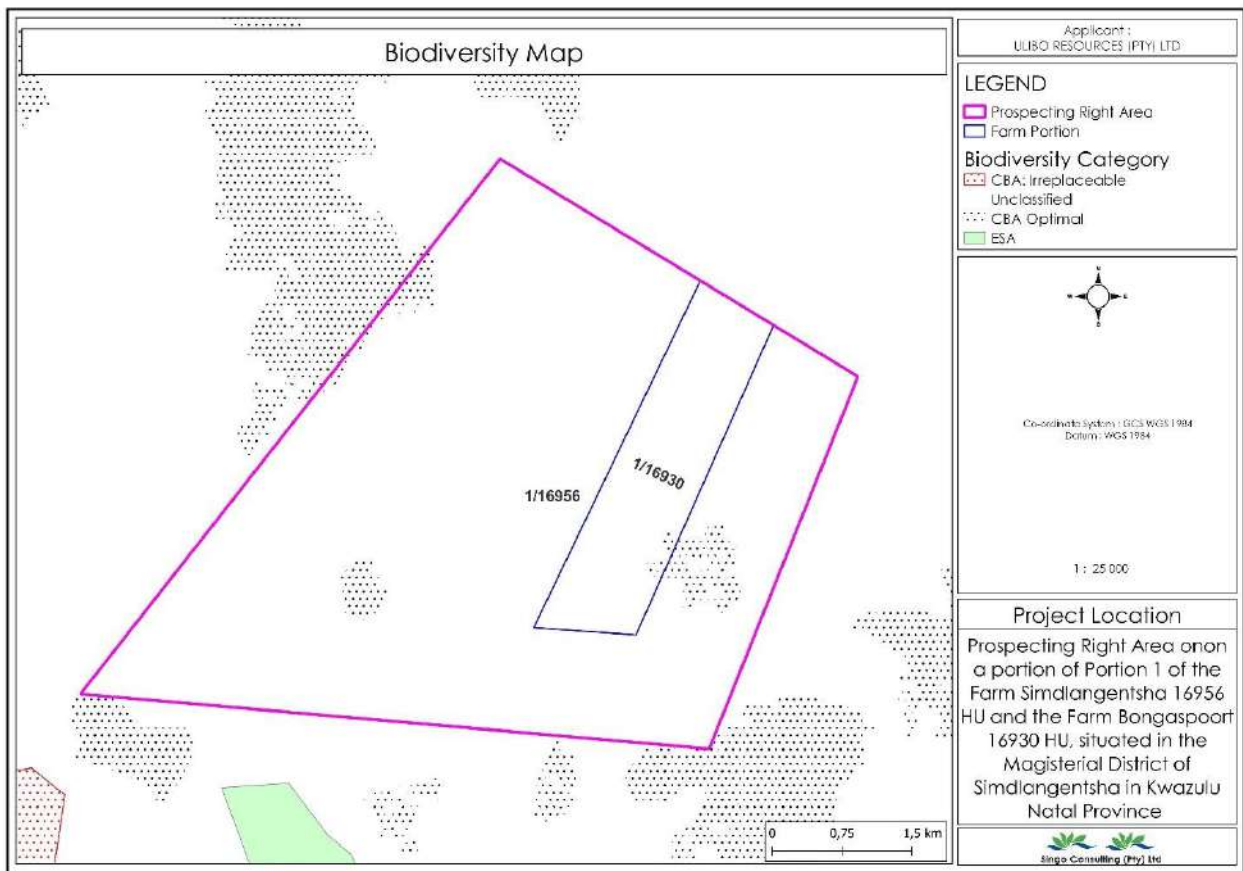 Biodiversity Map
1/16956
1/16930
0 0,75 1,5 km
Applicant :
ULIBO RESOURCES (PTY) LTD
LEGEND
Prospecting Right Area
Farm Portion
Biodiversity Category
CBA: Irreplaceable
Unclassified
CBA Optimal
ESA
N
W E
S
Co-ordinate System : GCS WGS 1984
Datum : WGS 1984
1 : 25 000
Project Location
Prospecting Right Area onon
a portion of Portion 1 of the
Farm Simdlangentsha 16956
HU and the Farm Bongaspoort
16930 HU, situated in the
Magisterial District of
Simdlangentsha in Kwazulu
Natal Province
Singo Consulting (Pty) Ltd